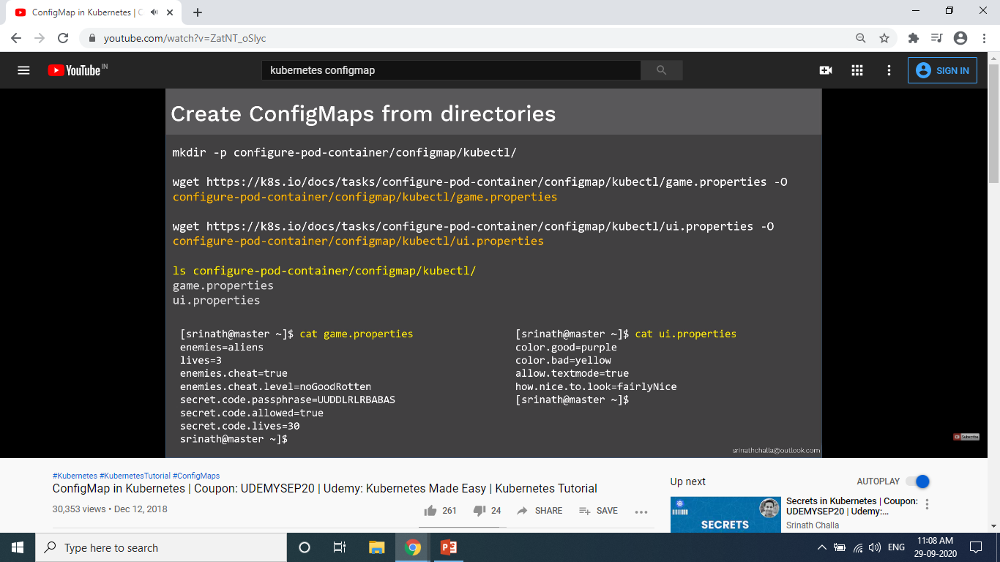 ConfigMap in Kubernetes | C
youtube.com/watch?v=ZatNT_oSlyc
YouTube IN
kubernetes configmap
SIGN IN
Create ConfigMaps from directories
mkdir -p configure-pod-container/configmap/kubectl/
wget https://k8s.io/docs/tasks/configure-pod-container/configmap/kubectl/game.properties -O
configure-pod-container/configmap/kubectl/game.properties
wget https://k8s.io/docs/tasks/configure-pod-container/configmap/kubectl/ui.properties -O
configure-pod-container/configmap/kubectl/ui.properties
ls configure-pod-container/configmap/kubectl/
game.properties
ui.properties
[srinath@master ~]$ cat game.properties
enemies=aliens
lives=3
enemies.cheat=true
enemies.cheat.level=noGoodRotten
secret.code.passphrase=UUDDLRLRBABAS
secret.code.allowed=true
secret.code.lives=30
srinath@master ~]$
[srinath@master ~]$ cat ui.properties
color.good=purple
color.bad=yellow
allow.textmode=true
how.nice.to.look=fairlyNice
[srinath@master ~]$
Subscribe
srinathchalla@outlook.com
#Kubernetes #KubernetesTutorial #ConfigMaps
ConfigMap in Kubernetes | Coupon: UDEMYSEP20 | Udemy: Kubernetes Made Easy | Kubernetes Tutorial
30,353 views • Dec 12, 2018
261
24
SHARE
SAVE
Up next
AUTOPLAY
SECRETS
Secrets in Kubernetes | Coupon:
UDEMYSEP20 | Udemy:...
Srinath Challa
Type here to search
ENG
11:08 AM
29-09-2020